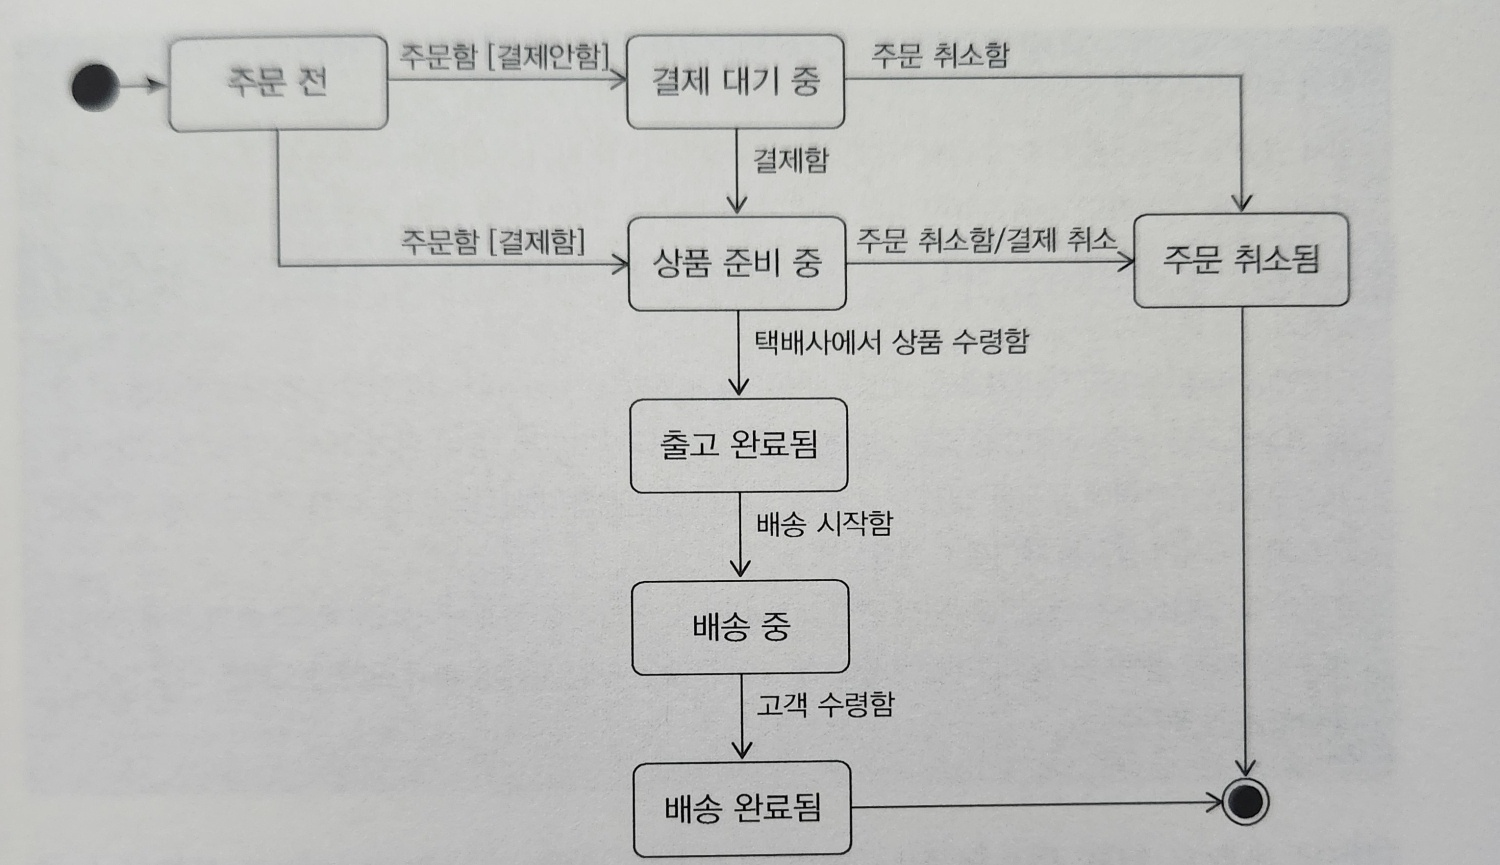 주문 전
주문함 [결제안함]
결제 대기 중
주문 취소함
결제함
주문함 [결제함]
상품 준비 중
주문 취소함/결제 취소
주문 취소됨
택배사에서 상품 수령함
출고 완료됨
배송 시작함
배송 중
고객 수령함
배송 완료됨